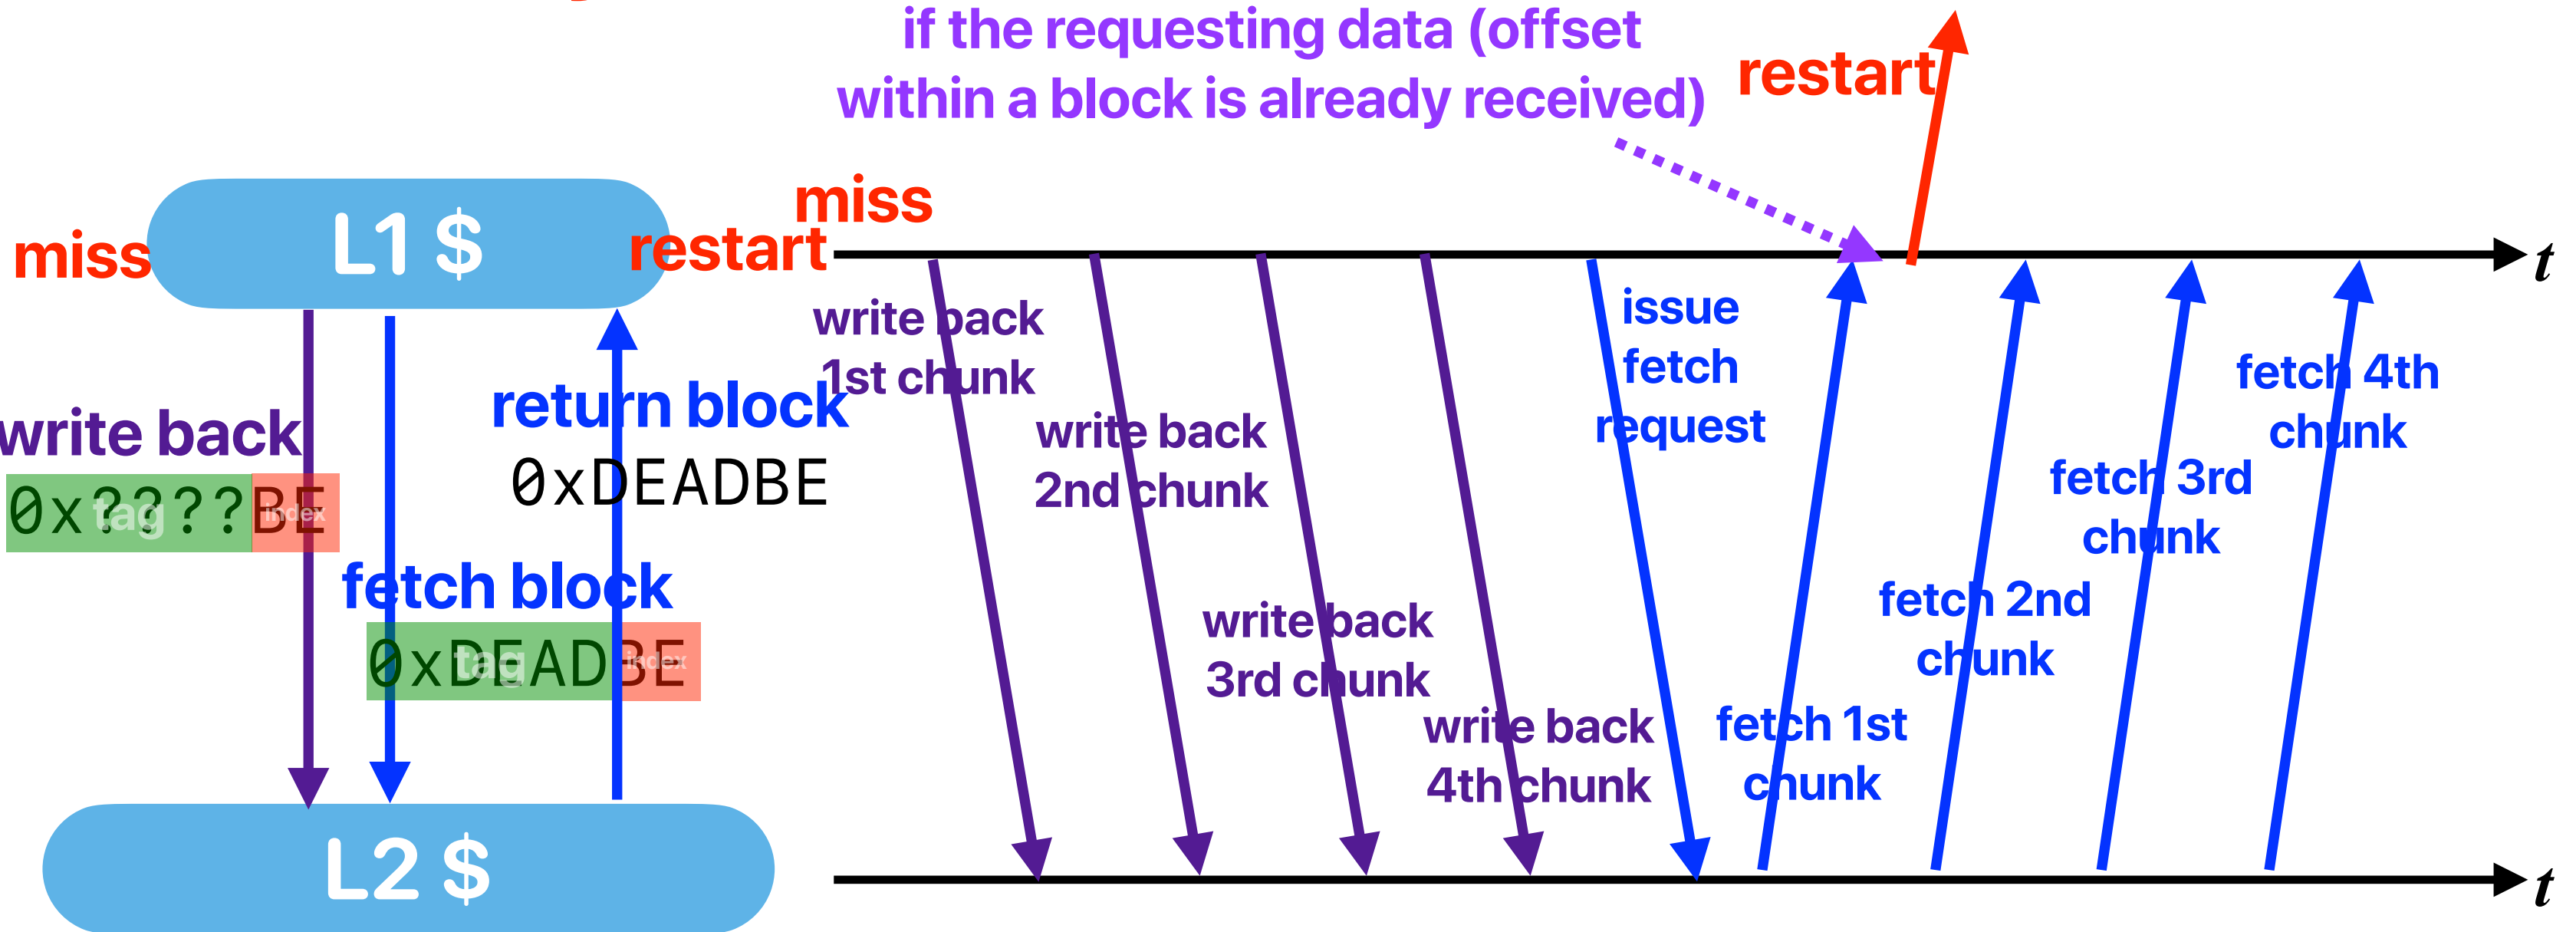 if the requesting data (offset
within a block is already received)
restart
miss
L1 $
miss
restart
t
write back
1st chunk
issue
fetch
request
fetch 4th
chunk
return block
0xDEADBE
write back
0x????BE
tag
index
write back
2nd chunk
fetch 3rd
chunk
fetch block
0xDEADBE
tag
index
write back
3rd chunk
fetch 2nd
chunk
write back
4th chunk
fetch 1st
chunk
L2 $
t